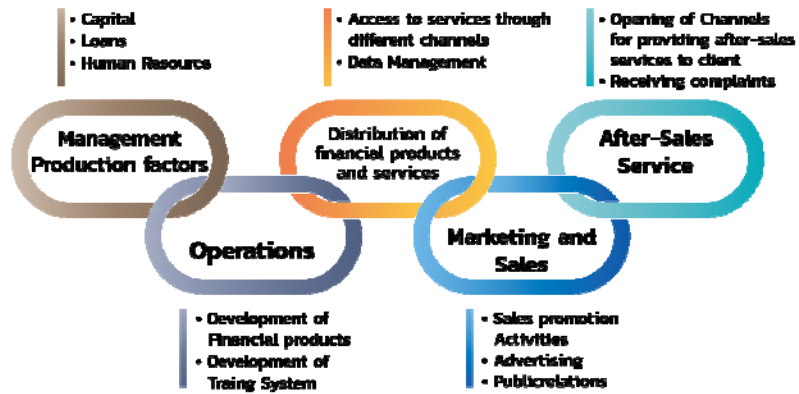 • Capital
• Loans
• Human Resource
Management
Production factors
Operations
• Development of
Financial products
• Development of
Traing System
• Access to services though
different channels
• Data Management
Distribution of
financial products
and services
Marketing and
Sales
• Sales promotion
Activities
• Advertising
• Publicrelations
• Opening of Channels
for providing after-sales
services to client
• Receiving complaints
After-Sales
Service